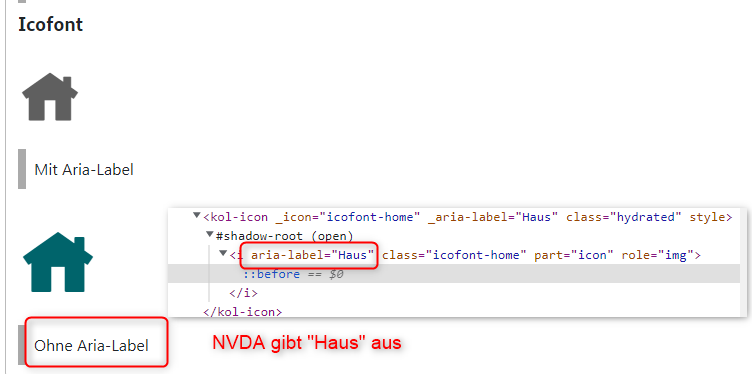 Icofont
Mit Aria-Label
<kol-icon _icon="icofont-home" _aria-label="Haus" class="hydrated" style>
#shadow-root (open)
<i aria-label="Haus" class="icofont-home" part="icon" role="img">
::before == $0
</i>
</kol-icon>
Ohne Aria-Label
NVDA gibt "Haus" aus